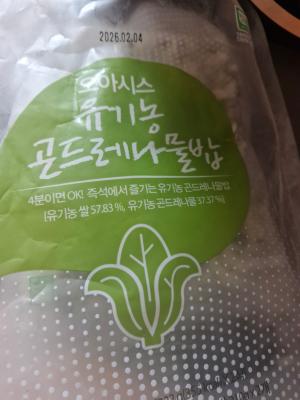 2026.02.04
오아시스
유기농
곤드레나물밥
4분이면 OK! 즉석에서 즐기는 유기농 곤드레나물밥
[유기농 쌀 57.83 %, 유기농 곤드레나물 37.37 %]